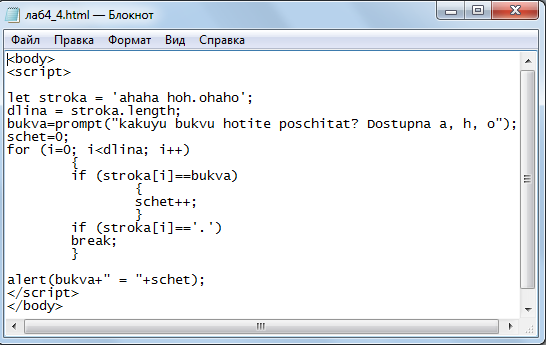 ла64_4.html — Блокнот
Файл Правка Формат Вид Справка
<body>
<script>
let stroka = 'ahaha hoh.ohaho';
dlina = stroka.length;
bukva=prompt("kakuyu bukvu hotite poschitat? Dostupna a, h, o");
schet=0;
for (i=0; i<dlina; i++)
{
if (stroka[i]==bukva)
{
schet++;
}
if (stroka[i]=='.')
break;
}
alert(bukva+" = "+schet);
</script>
</body>